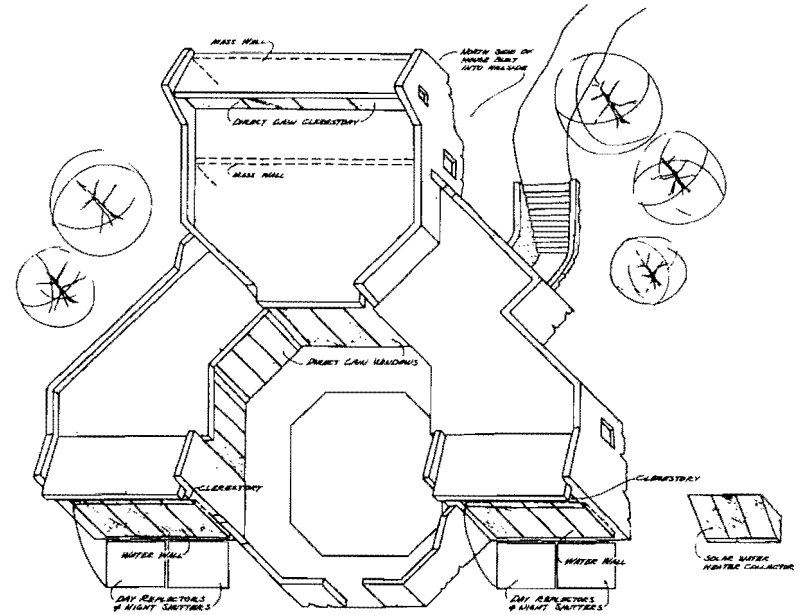 MASS WALL
NORTH SIDE OF
HOUSE BUILT
INTO HILLSIDE
DIRECT GAIN CLERESTORY
MASS WALL
DIRECT GAIN WINDOWS
CLERESTORY
CLERESTORY
WATER WALL
WATER WALL
SOLAR WATER
HEATER COLLECTOR
DAY REFLECTORS
& NIGHT SHUTTERS
DAY REFLECTORS
& NIGHT SHUTTERS